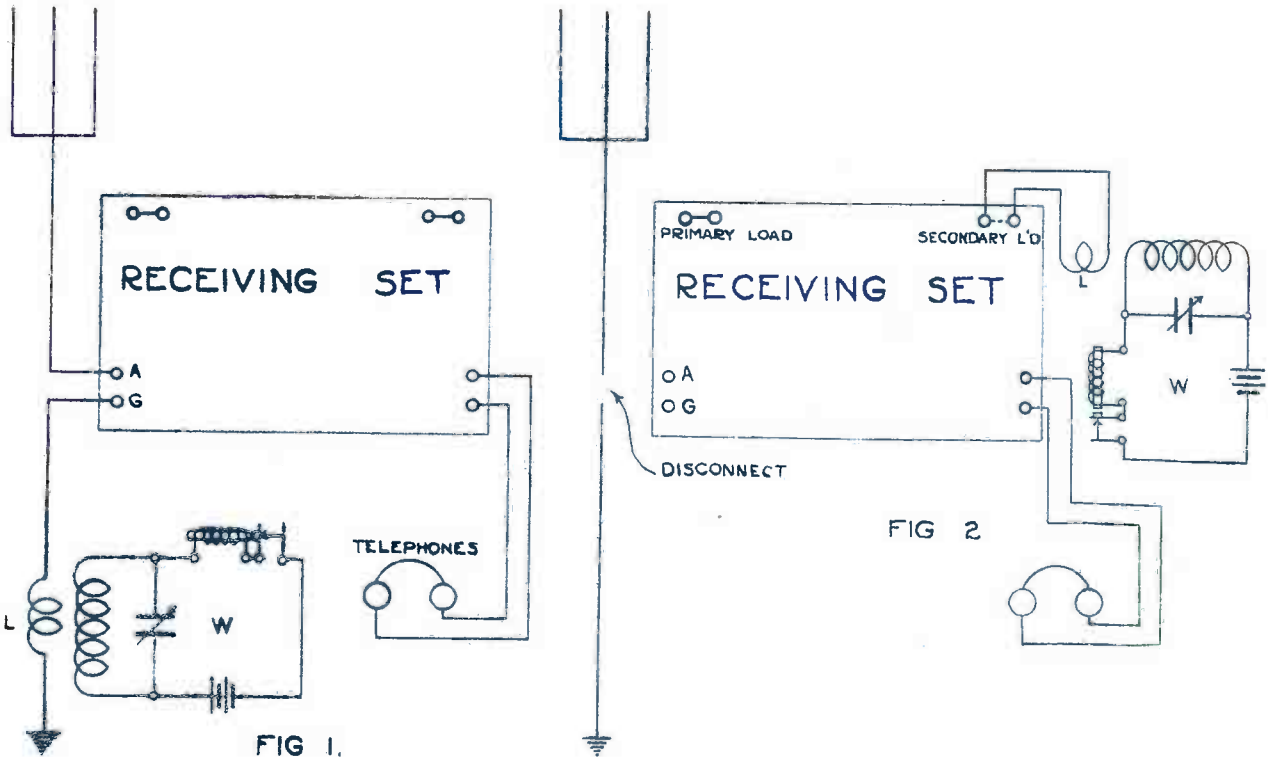 RECEIVING SET
A
G
TELEPHONES
L
W
FIG 1.
PRIMARY LOAD
SECONDARY L'D
RECEIVING SET
L
A
G
W
DISCONNECT
FIG 2